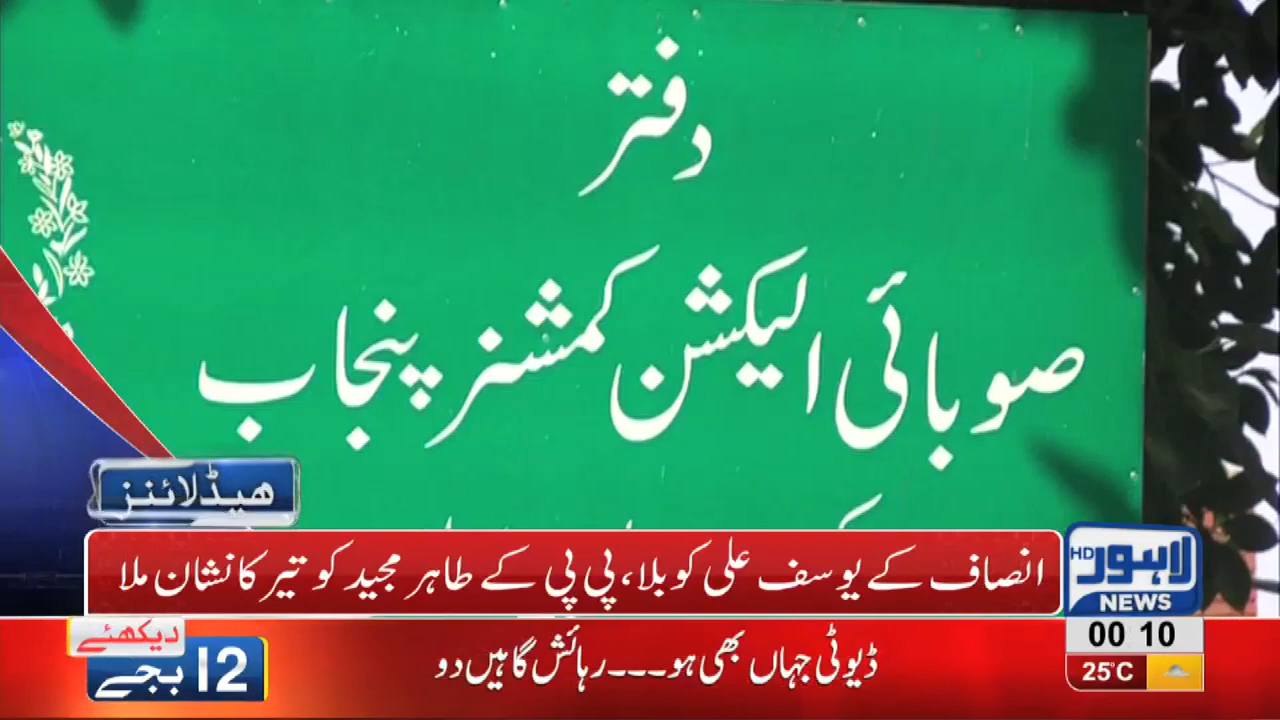 دفتر
صوبائی الیکشن کمشنر پنجاب
ھیڈلائنز
انصاف کے یوسف علی کو بلا، پی پی کے طاہر مجید کو تیر کا نشان ملا
HD لاہور
NEWS
دیکھئے
12 بجے
ڈیوٹی جہاں بھی ہو۔۔۔رہائش گاہیں دو
00 10
25°C